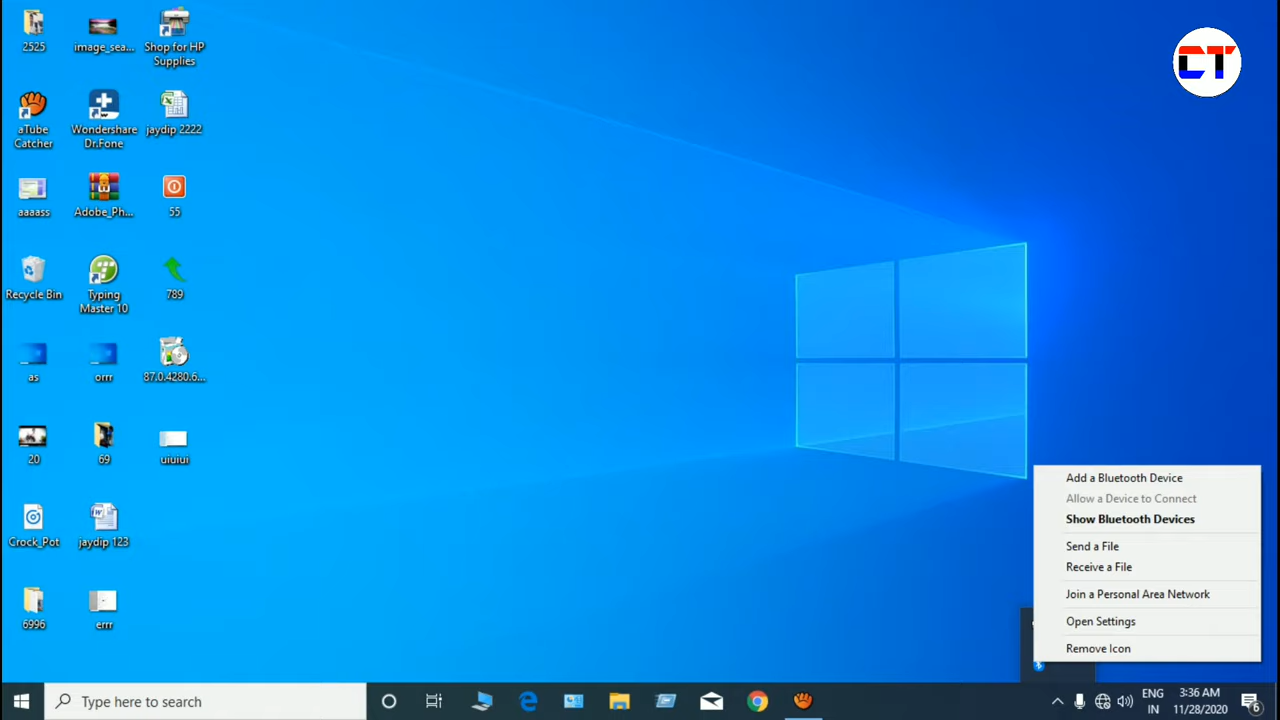 2525
image_sea...
Shop for HP
Supplies
CT
aTube
Catcher
Wondershare
Dr.Fone
jaydip 2222
aaaass
Adobe_Ph...
55
Recycle Bin
Typing
Master 10
789
as
orrr
87.0.4280.6...
20
69
uiuiui
Crock_Pot
jaydip 123
6996
errr
Add a Bluetooth Device
Allow a Device to Connect
Show Bluetooth Devices
Send a File
Receive a File
Join a Personal Area Network
Open Settings
Remove Icon
Type here to search
ENG
IN
3:36 AM
11/28/2020
6